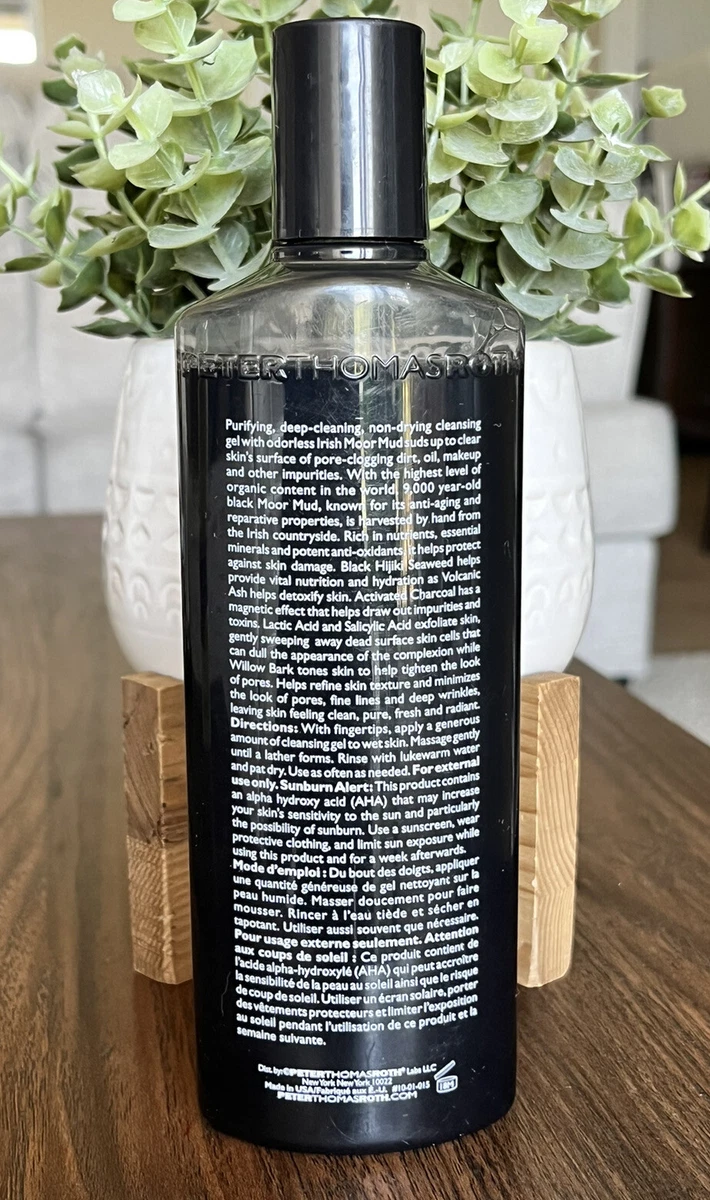 PETERTHOMASROTH
Purifying, deep-cleaning, non-drying cleansing
gel with odorless Irish Moor Mud suds up to clear
skin's surface of pore-clogging dirt, oil, makeup
and other impurities. With the highest level of
organic content in the world, 9,000 year-old
black Moor Mud, known for its anti-aging and
reparative properties, is harvested by hand from
the Irish countryside. Rich in nutrients, essential
minerals and potent anti-oxidants, it helps protect
against skin damage. Black Hijiki Seaweed helps
provide vital nutrition and hydration as Volcanic
Ash helps detoxify skin. Activated Charcoal has a
magnetic effect that helps draw out impurities and
toxins. Lactic Acid and Salicylic Acid exfoliate skin,
gently sweeping away dead surface skin cells that
can dull the appearance of the complexion while
Willow Bark tones skin to help tighten the look
of pores. Helps refine skin texture and minimizes
the look of pores, fine lines and deep wrinkles,
leaving skin feeling clean, pure, fresh and radiant.
Directions: With fingertips, apply a generous
amount of cleansing gel to wet skin. Massage gently
until a lather forms. Rinse with lukewarm water
and pat dry. Use as often as needed. For external
use only. Sunburn Alert: This product contains
an alpha hydroxy acid (AHA) that may increase
your skin's sensitivity to the sun and particularly
the possibility of sunburn. Use a sunscreen, wear
protective clothing, and limit sun exposure while
using this product and for a week afterwards.
Mode d'emploi : Du bout des doigts, appliquer
une quantité généreuse de gel nettoyant sur la
peau humide. Masser doucement pour faire
mousser. Rincer à l'eau tiède et sécher en
tapotant. Utiliser aussi souvent que nécessaire.
Pour usage externe seulement. Attention
aux coups de soleil : Ce produit contient de
l'acide alpha-hydroxylé (AHA) qui peut accroître
la sensibilité de la peau au soleil ainsi que le risque
de coup de soleil. Utiliser un écran solaire, porter
des vêtements protecteurs et limiter l'exposition
au soleil pendant l'utilisation de ce produit et la
semaine suivante.
Dist. by: ©PETERTHOMASROTH® Labs LLC
New York New York 10022
Made in USA/Fabriqué aux É.-U. #10-01-015
PETERTHOMASROTH.COM
18M